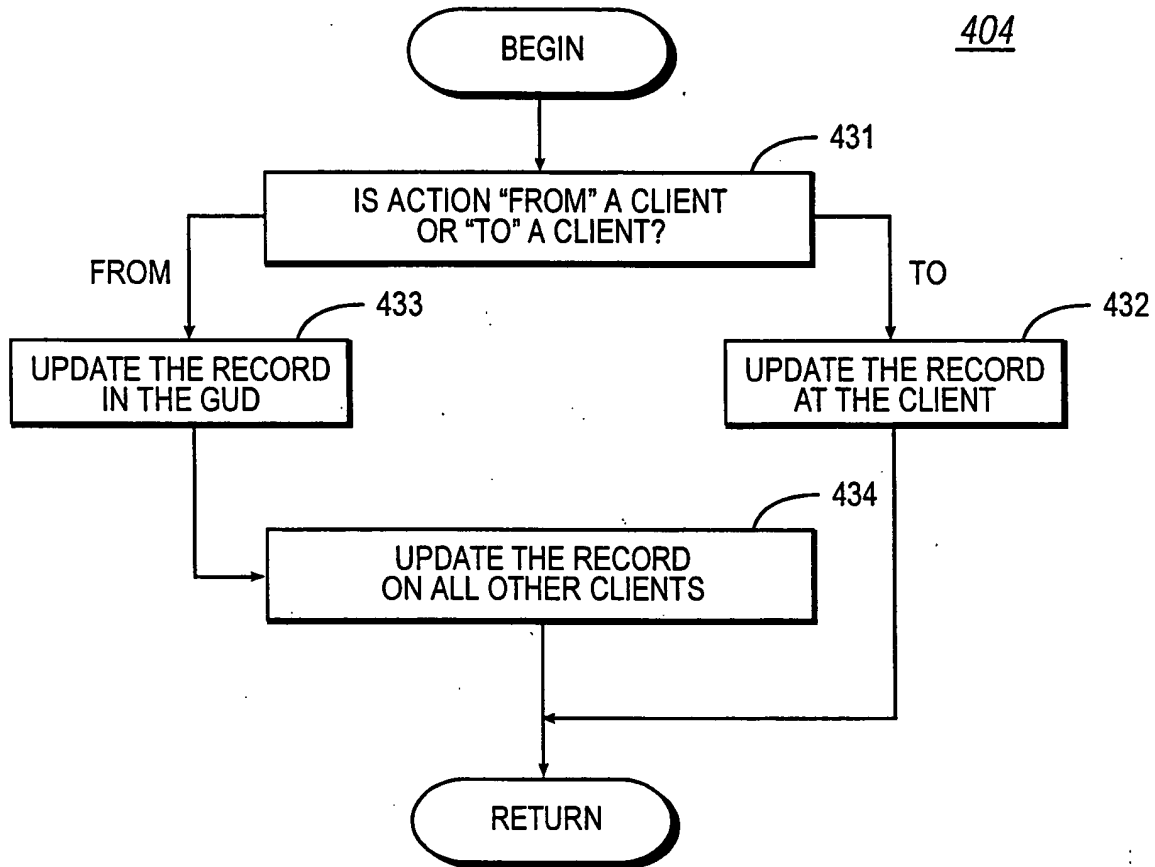 BEGIN
404
431
IS ACTION “FROM” A CLIENT
OR “TO” A CLIENT?
FROM
TO
433
432
UPDATE THE RECORD
IN THE GUD
UPDATE THE RECORD
AT THE CLIENT
434
UPDATE THE RECORD
ON ALL OTHER CLIENTS
RETURN